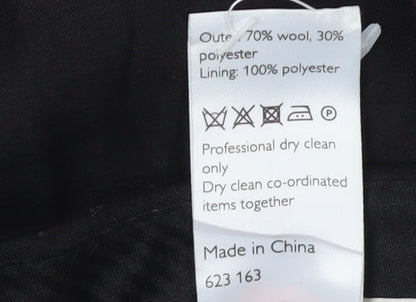 Outer 70% wool, 30%
polyester
Lining: 100% polyester
P
Professional dry clean
only
Dry clean co-ordinated
items together
Made in China
623 163